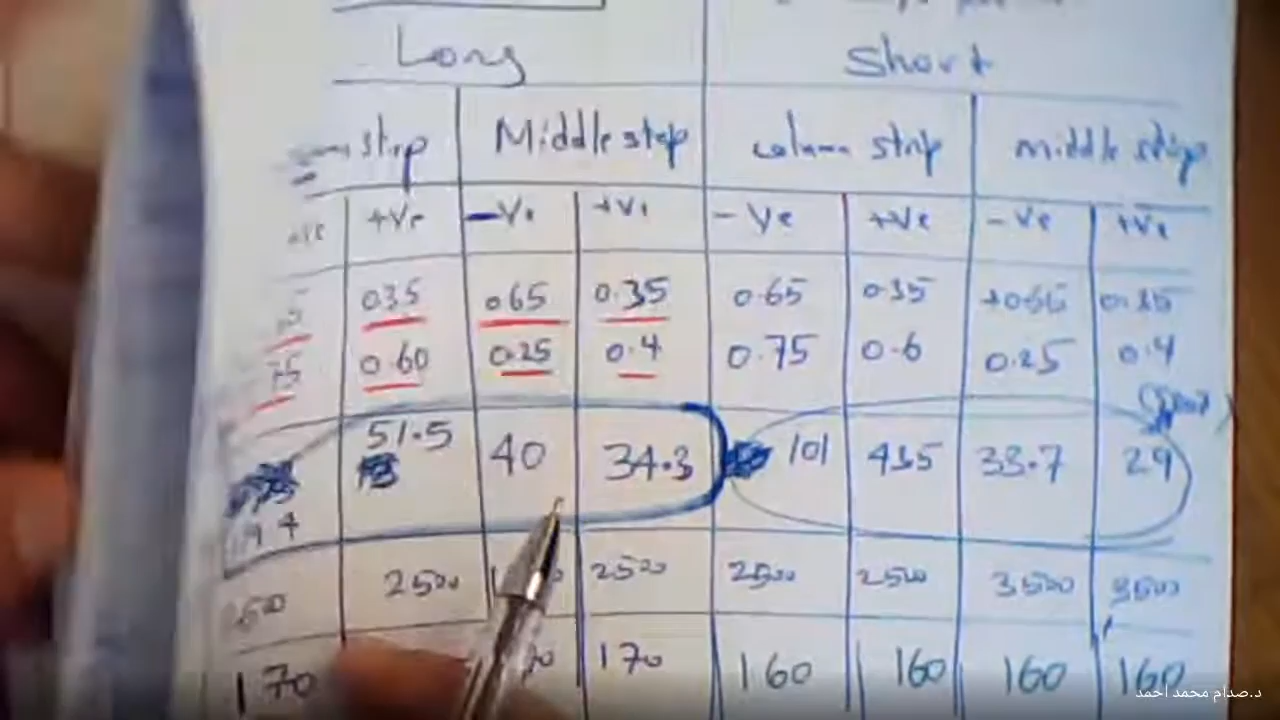 Long Short
strip Middle strip column strip middle strip
+Ve -Ve +Ve -Ve +Ve -Ve +Ve
0.35 0.65 0.35 0.65 0.35 0.35
75 0.60 0.25 0.4 0.75 0.6 0.25 0.4
51.5 40 34.3 101 43.5 33.7 29
2500 2500 2500 2500 2500 3500 3500
170 170 160 160 160 160
د.صدام محمد احمد